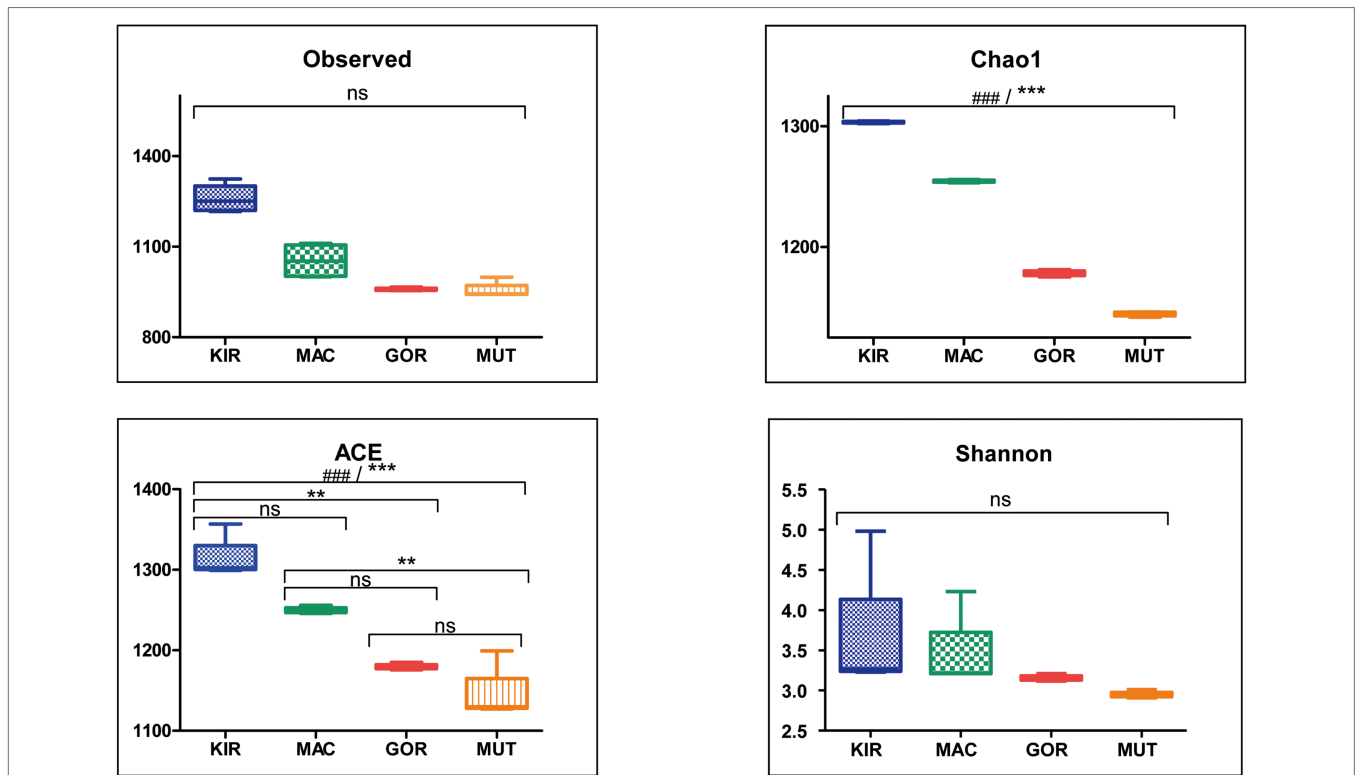 Observed
ns
1400
1100
800
KIR MAC GOR MUT
Chao1
### / ***
1300
1200
KIR MAC GOR MUT
ACE
### / ***
**
ns
**
ns
ns
1400
1300
1200
1100
KIR MAC GOR MUT
Shannon
ns
5.5
5.0
4.5
4.0
3.5
3.0
2.5
KIR MAC GOR MUT